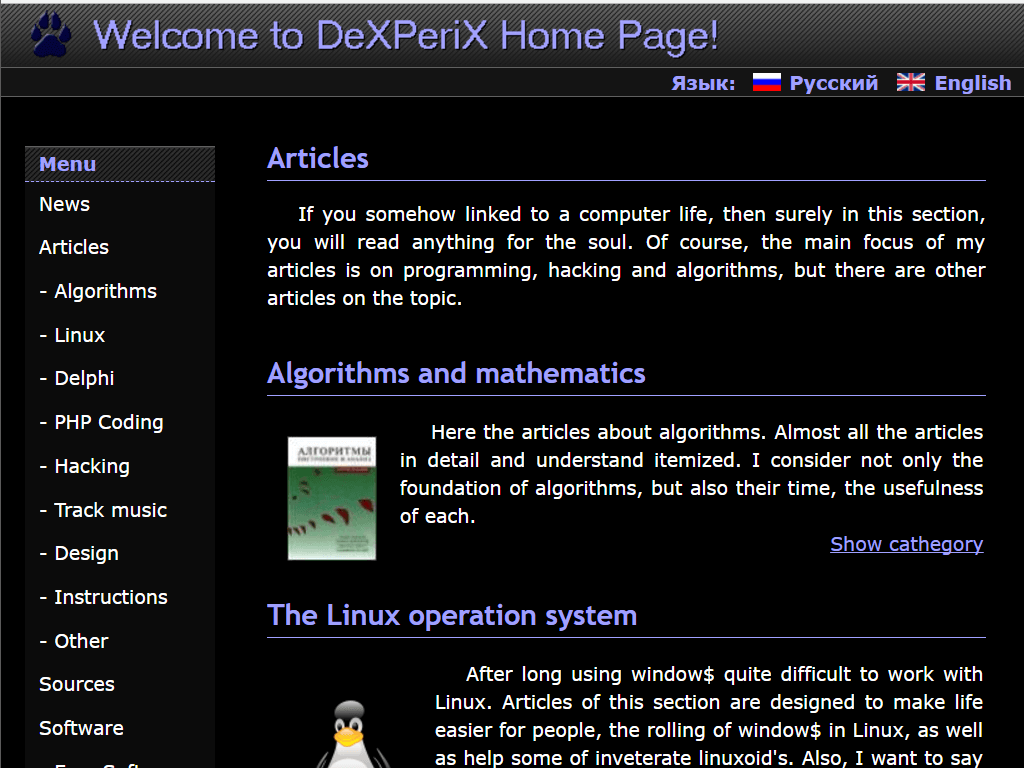 Welcome to DeXPeriX Home Page!
Язык: Русский English
Menu
News
Articles
- Algorithms
- Linux
- Delphi
- PHP Coding
- Hacking
- Track music
- Design
- Instructions
- Other
Sources
Software
Articles
If you somehow linked to a computer life, then surely in this section,
you will read anything for the soul. Of course, the main focus of my
articles is on programming, hacking and algorithms, but there are other
articles on the topic.
Algorithms and mathematics
АЛГОРИТМЫ
Here the articles about algorithms. Almost all the articles
in detail and understand itemized. I consider not only the
foundation of algorithms, but also their time, the usefulness
of each.
Show cathegory
The Linux operation system
After long using window$ quite difficult to work with
Linux. Articles of this section are designed to make life
easier for people, the rolling of window$ in Linux, as well
as help some of inveterate linuxoid's. Also, I want to say